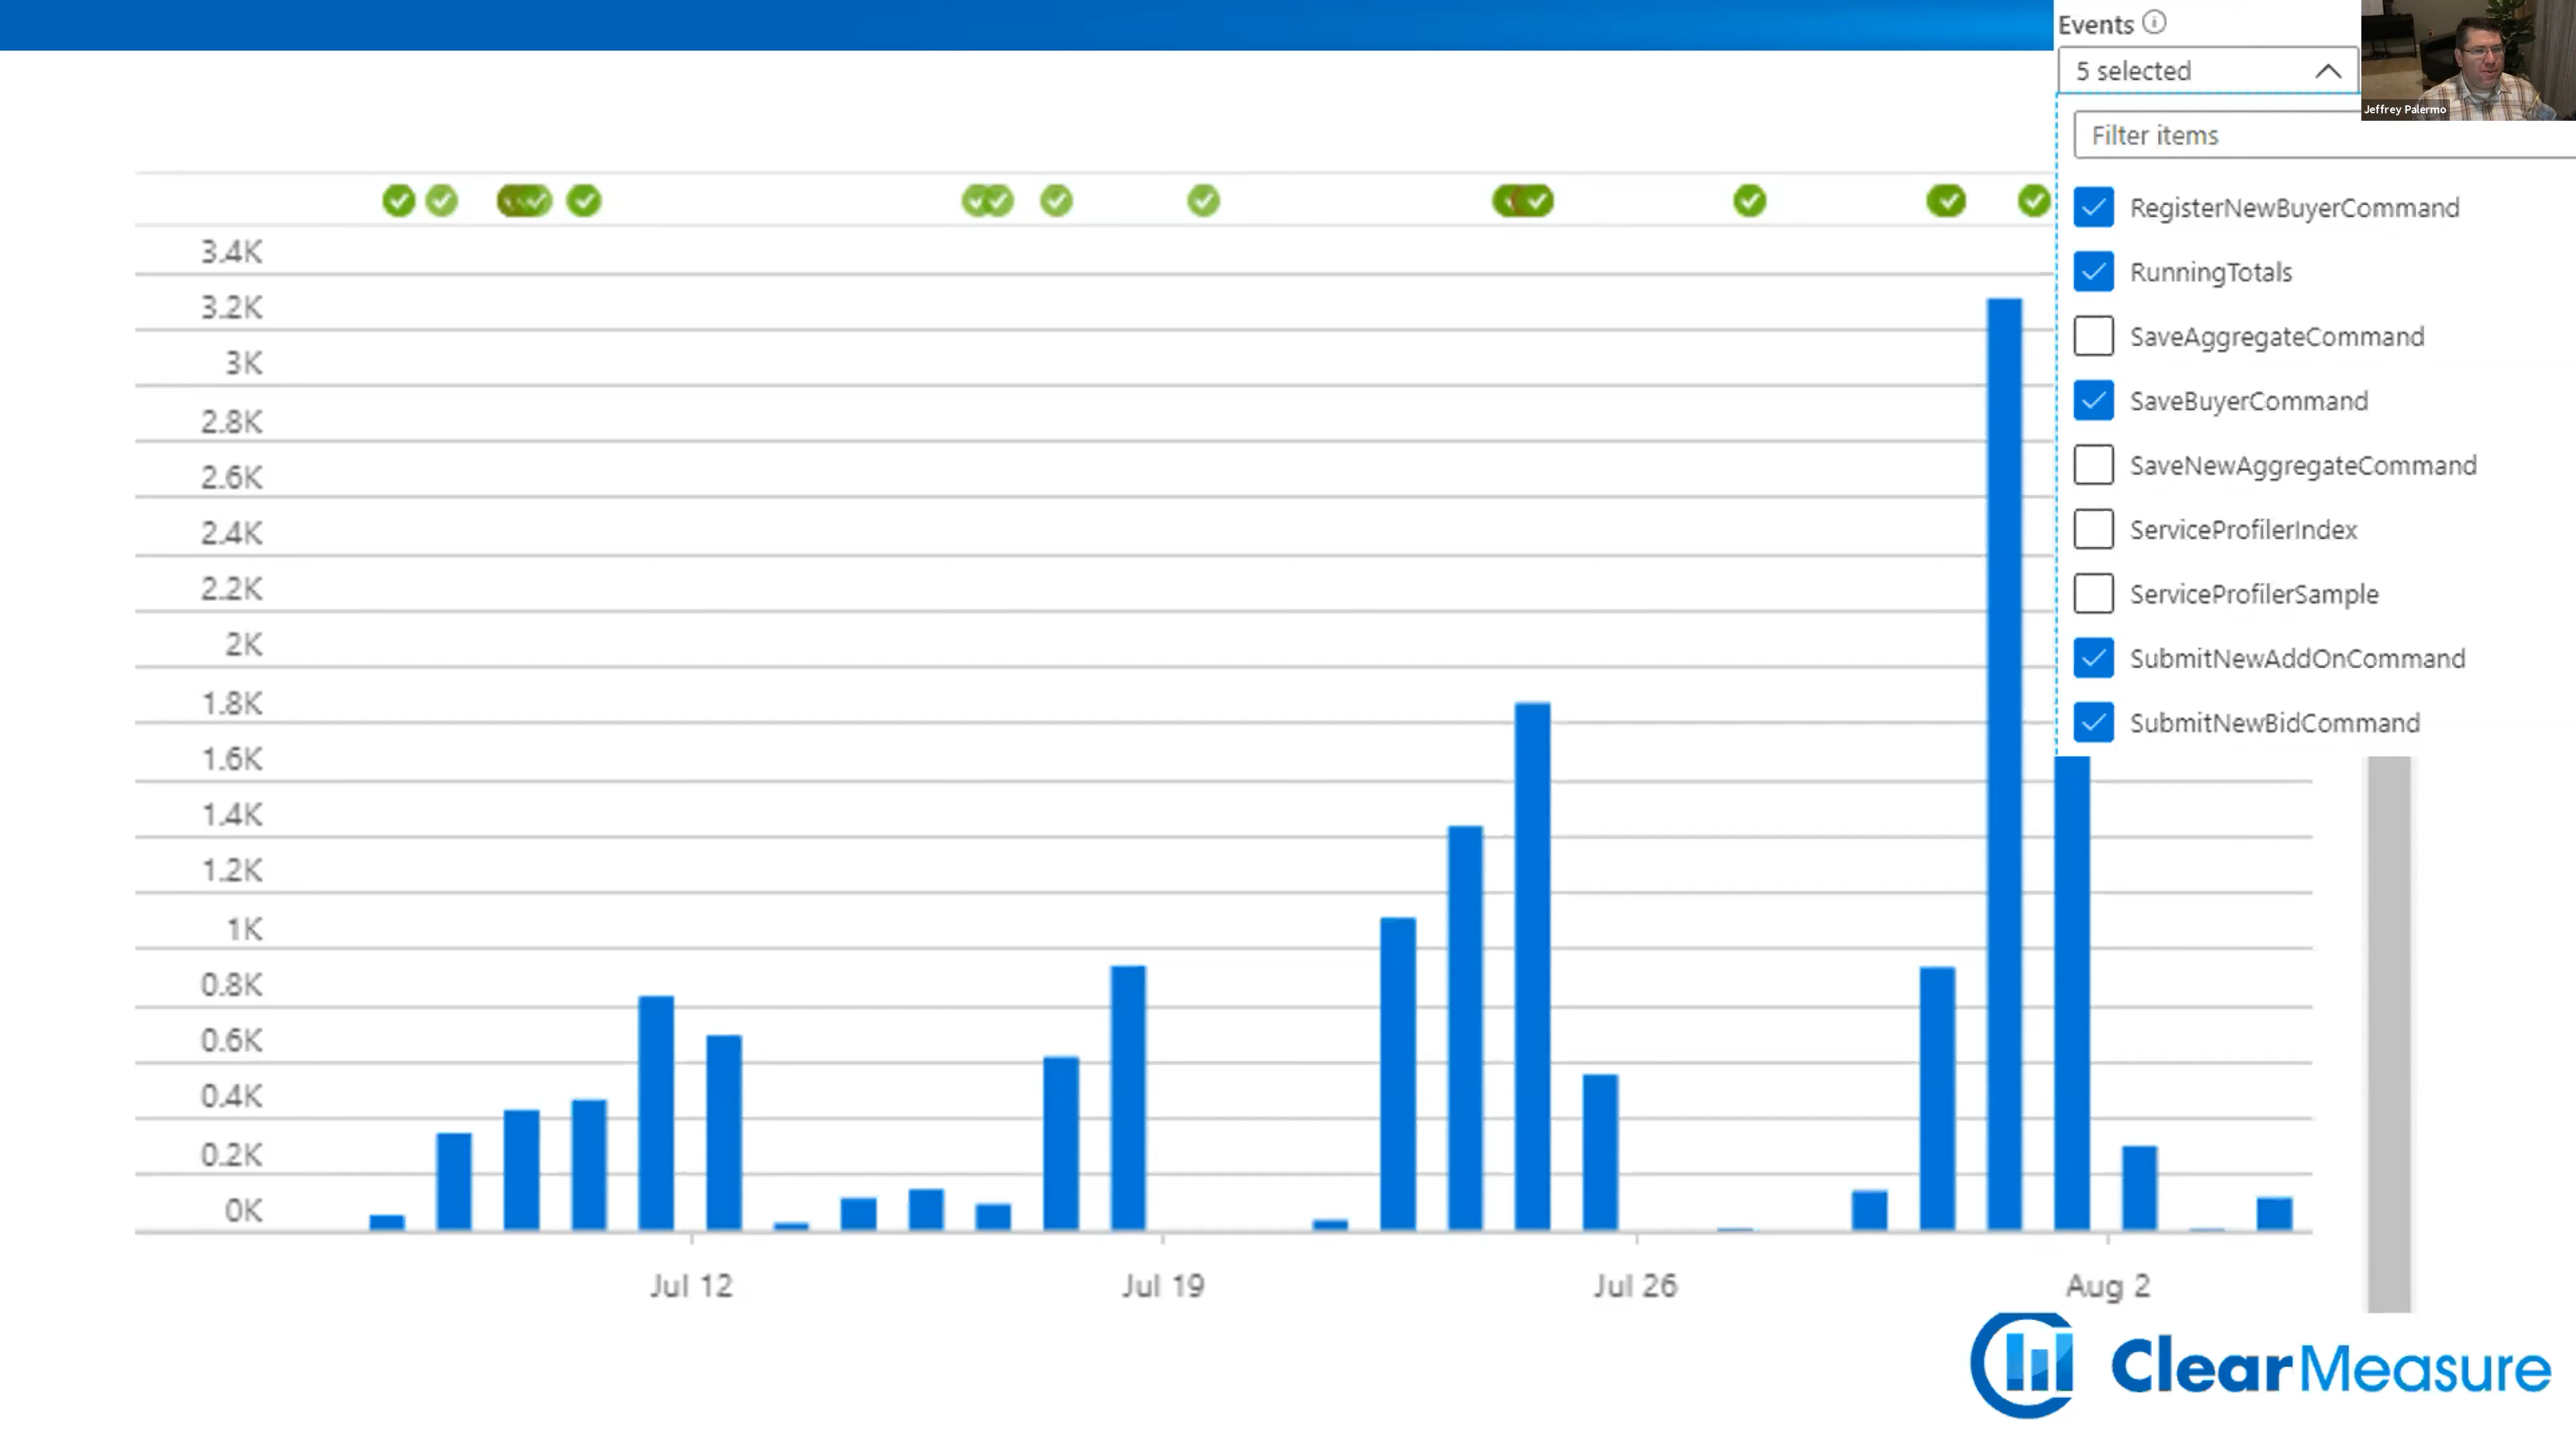 Events
5 selected
Jeffrey Palermo
Filter items
RegisterNewBuyerCommand
RunningTotals
SaveAggregateCommand
SaveBuyerCommand
SaveNewAggregateCommand
ServiceProfilerIndex
ServiceProfilerSample
SubmitNewAddOnCommand
SubmitNewBidCommand
3.4K
3.2K
3K
2.8K
2.6K
2.4K
2.2K
2K
1.8K
1.6K
1.4K
1.2K
1K
0.8K
0.6K
0.4K
0.2K
0K
Jul 12 Jul 19 Jul 26 Aug 2
ClearMeasure